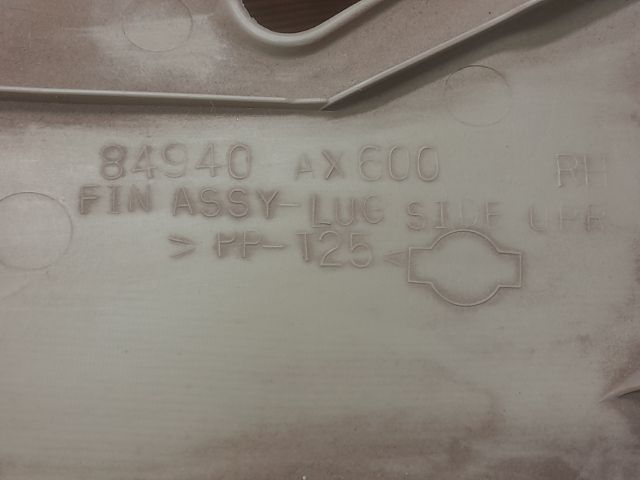 84940 AX600 RH
FIN ASSY-LUG SIDE UPR
>PP-T25<